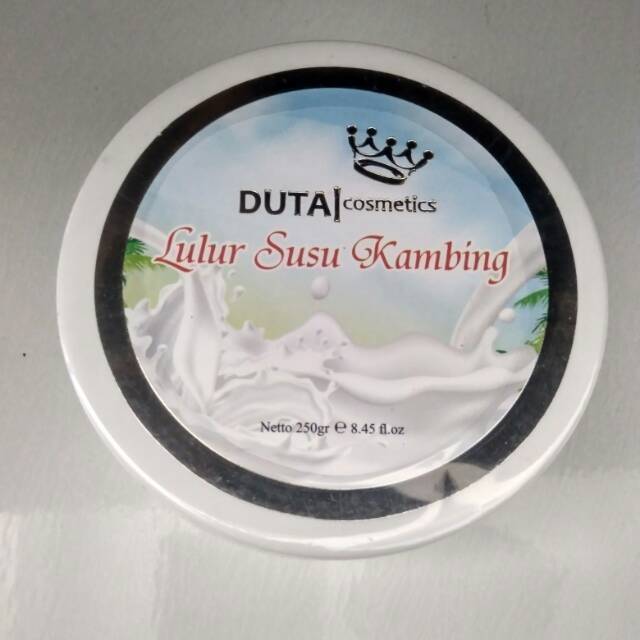 DUTA|cosmetics
Lulur Susu Kambing
Netto 250gr ℮ 8.45 fl.oz